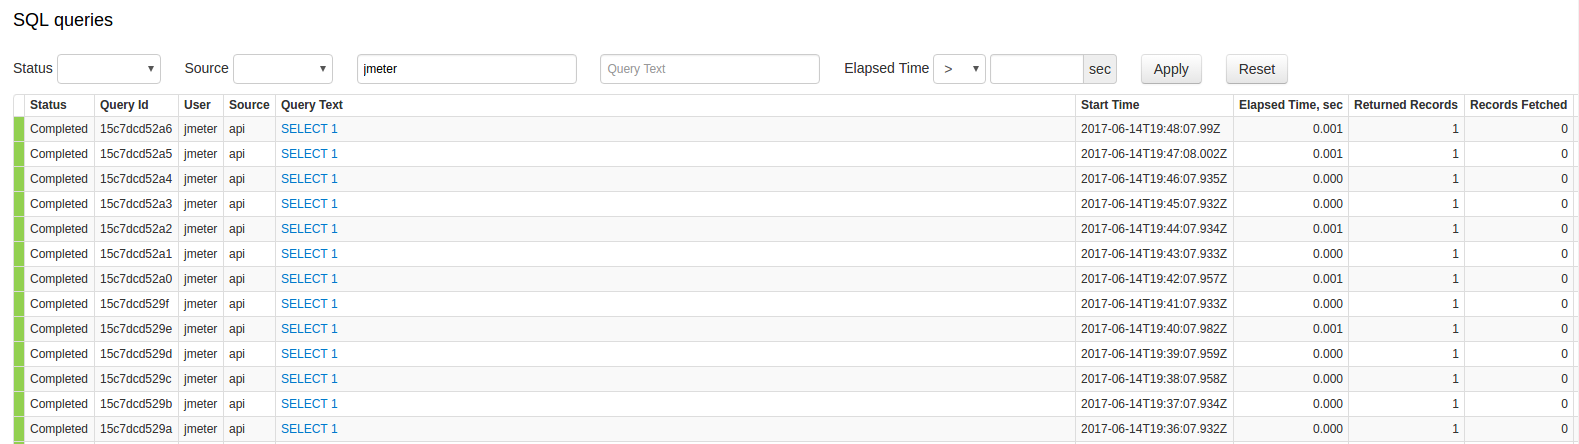 SQL queries
Status Source jmeter Query Text Elapsed Time > sec Apply Reset
Status Query Id User Source Query Text Start Time Elapsed Time, sec Returned Records Records Fetched
Completed 15c7dcd52a6 jmeter api SELECT 1 2017-06-14T19:48:07.99Z 0.001 1 0
Completed 15c7dcd52a5 jmeter api SELECT 1 2017-06-14T19:47:08.002Z 0.001 1 0
Completed 15c7dcd52a4 jmeter api SELECT 1 2017-06-14T19:46:07.935Z 0.000 1 0
Completed 15c7dcd52a3 jmeter api SELECT 1 2017-06-14T19:45:07.932Z 0.000 1 0
Completed 15c7dcd52a2 jmeter api SELECT 1 2017-06-14T19:44:07.934Z 0.001 1 0
Completed 15c7dcd52a1 jmeter api SELECT 1 2017-06-14T19:43:07.933Z 0.000 1 0
Completed 15c7dcd52a0 jmeter api SELECT 1 2017-06-14T19:42:07.957Z 0.001 1 0
Completed 15c7dcd529f jmeter api SELECT 1 2017-06-14T19:41:07.933Z 0.000 1 0
Completed 15c7dcd529e jmeter api SELECT 1 2017-06-14T19:40:07.982Z 0.001 1 0
Completed 15c7dcd529d jmeter api SELECT 1 2017-06-14T19:39:07.959Z 0.000 1 0
Completed 15c7dcd529c jmeter api SELECT 1 2017-06-14T19:38:07.958Z 0.000 1 0
Completed 15c7dcd529b jmeter api SELECT 1 2017-06-14T19:37:07.934Z 0.000 1 0
Completed 15c7dcd529a jmeter api SELECT 1 2017-06-14T19:36:07.932Z 0.000 1 0